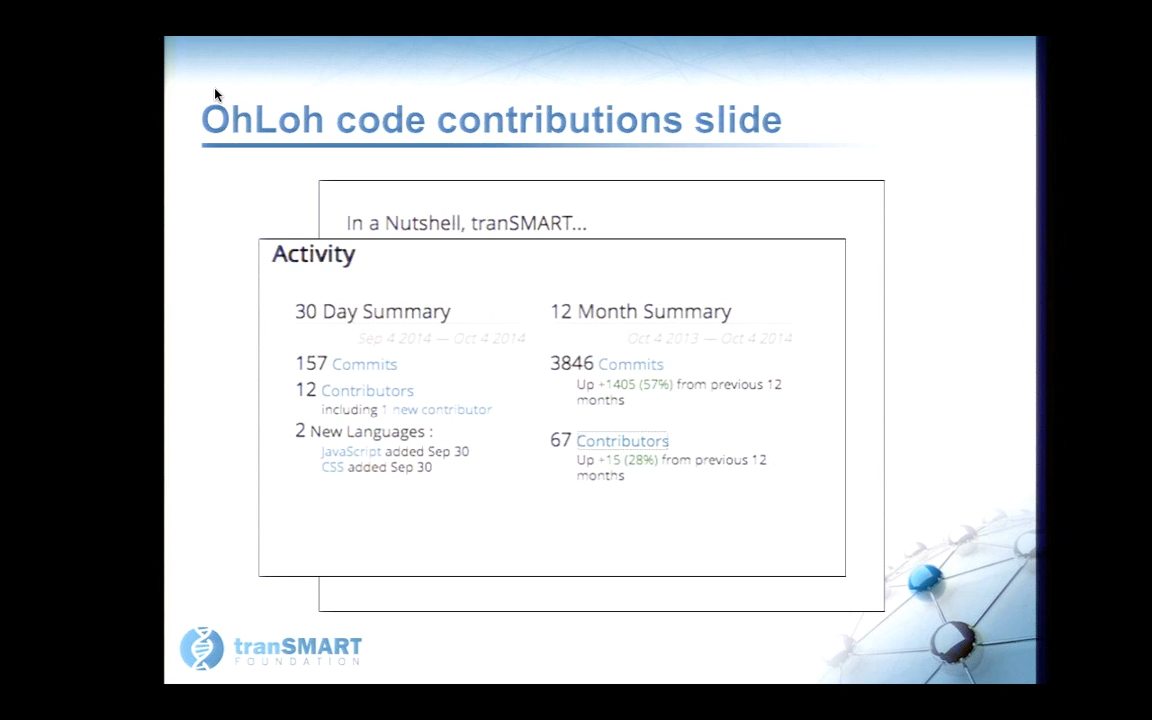 OhLoh code contributions slide
In a Nutshell, tranSMART...
Activity
30 Day Summary
Sep 4 2014 — Oct 4 2014
157 Commits
12 Contributors
including 1 new contributor
2 New Languages :
JavaScript added Sep 30
CSS added Sep 30
12 Month Summary
Oct 4 2013 — Oct 4 2014
3846 Commits
Up +1405 (57%) from previous 12
months
67 Contributors
Up +15 (28%) from previous 12
months
tranSMART
FOUNDATION